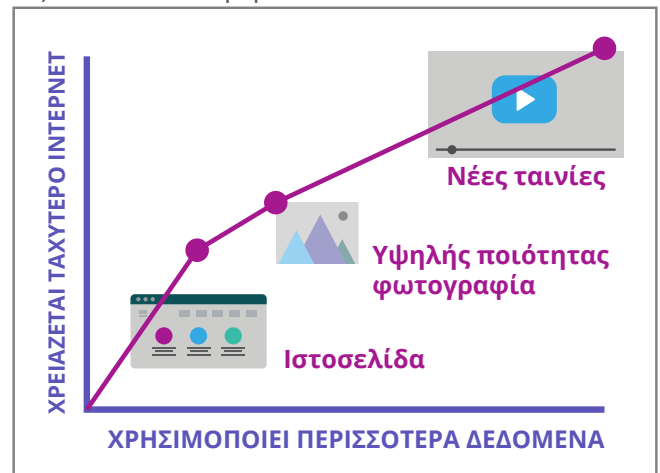 ΧΡΕΙΑΖΕΤΑΙ ΤΑΧΥΤΕΡΟ ΙΝΤΕΡΝΕΤ
Νέες ταινίες
Υψηλής ποιότητας
φωτογραφία
Ιστοσελίδα
ΧΡΗΣΙΜΟΠΟΙΕΙ ΠΕΡΙΣΣΟΤΕΡΑ ΔΕΔΟΜΕΝΑ